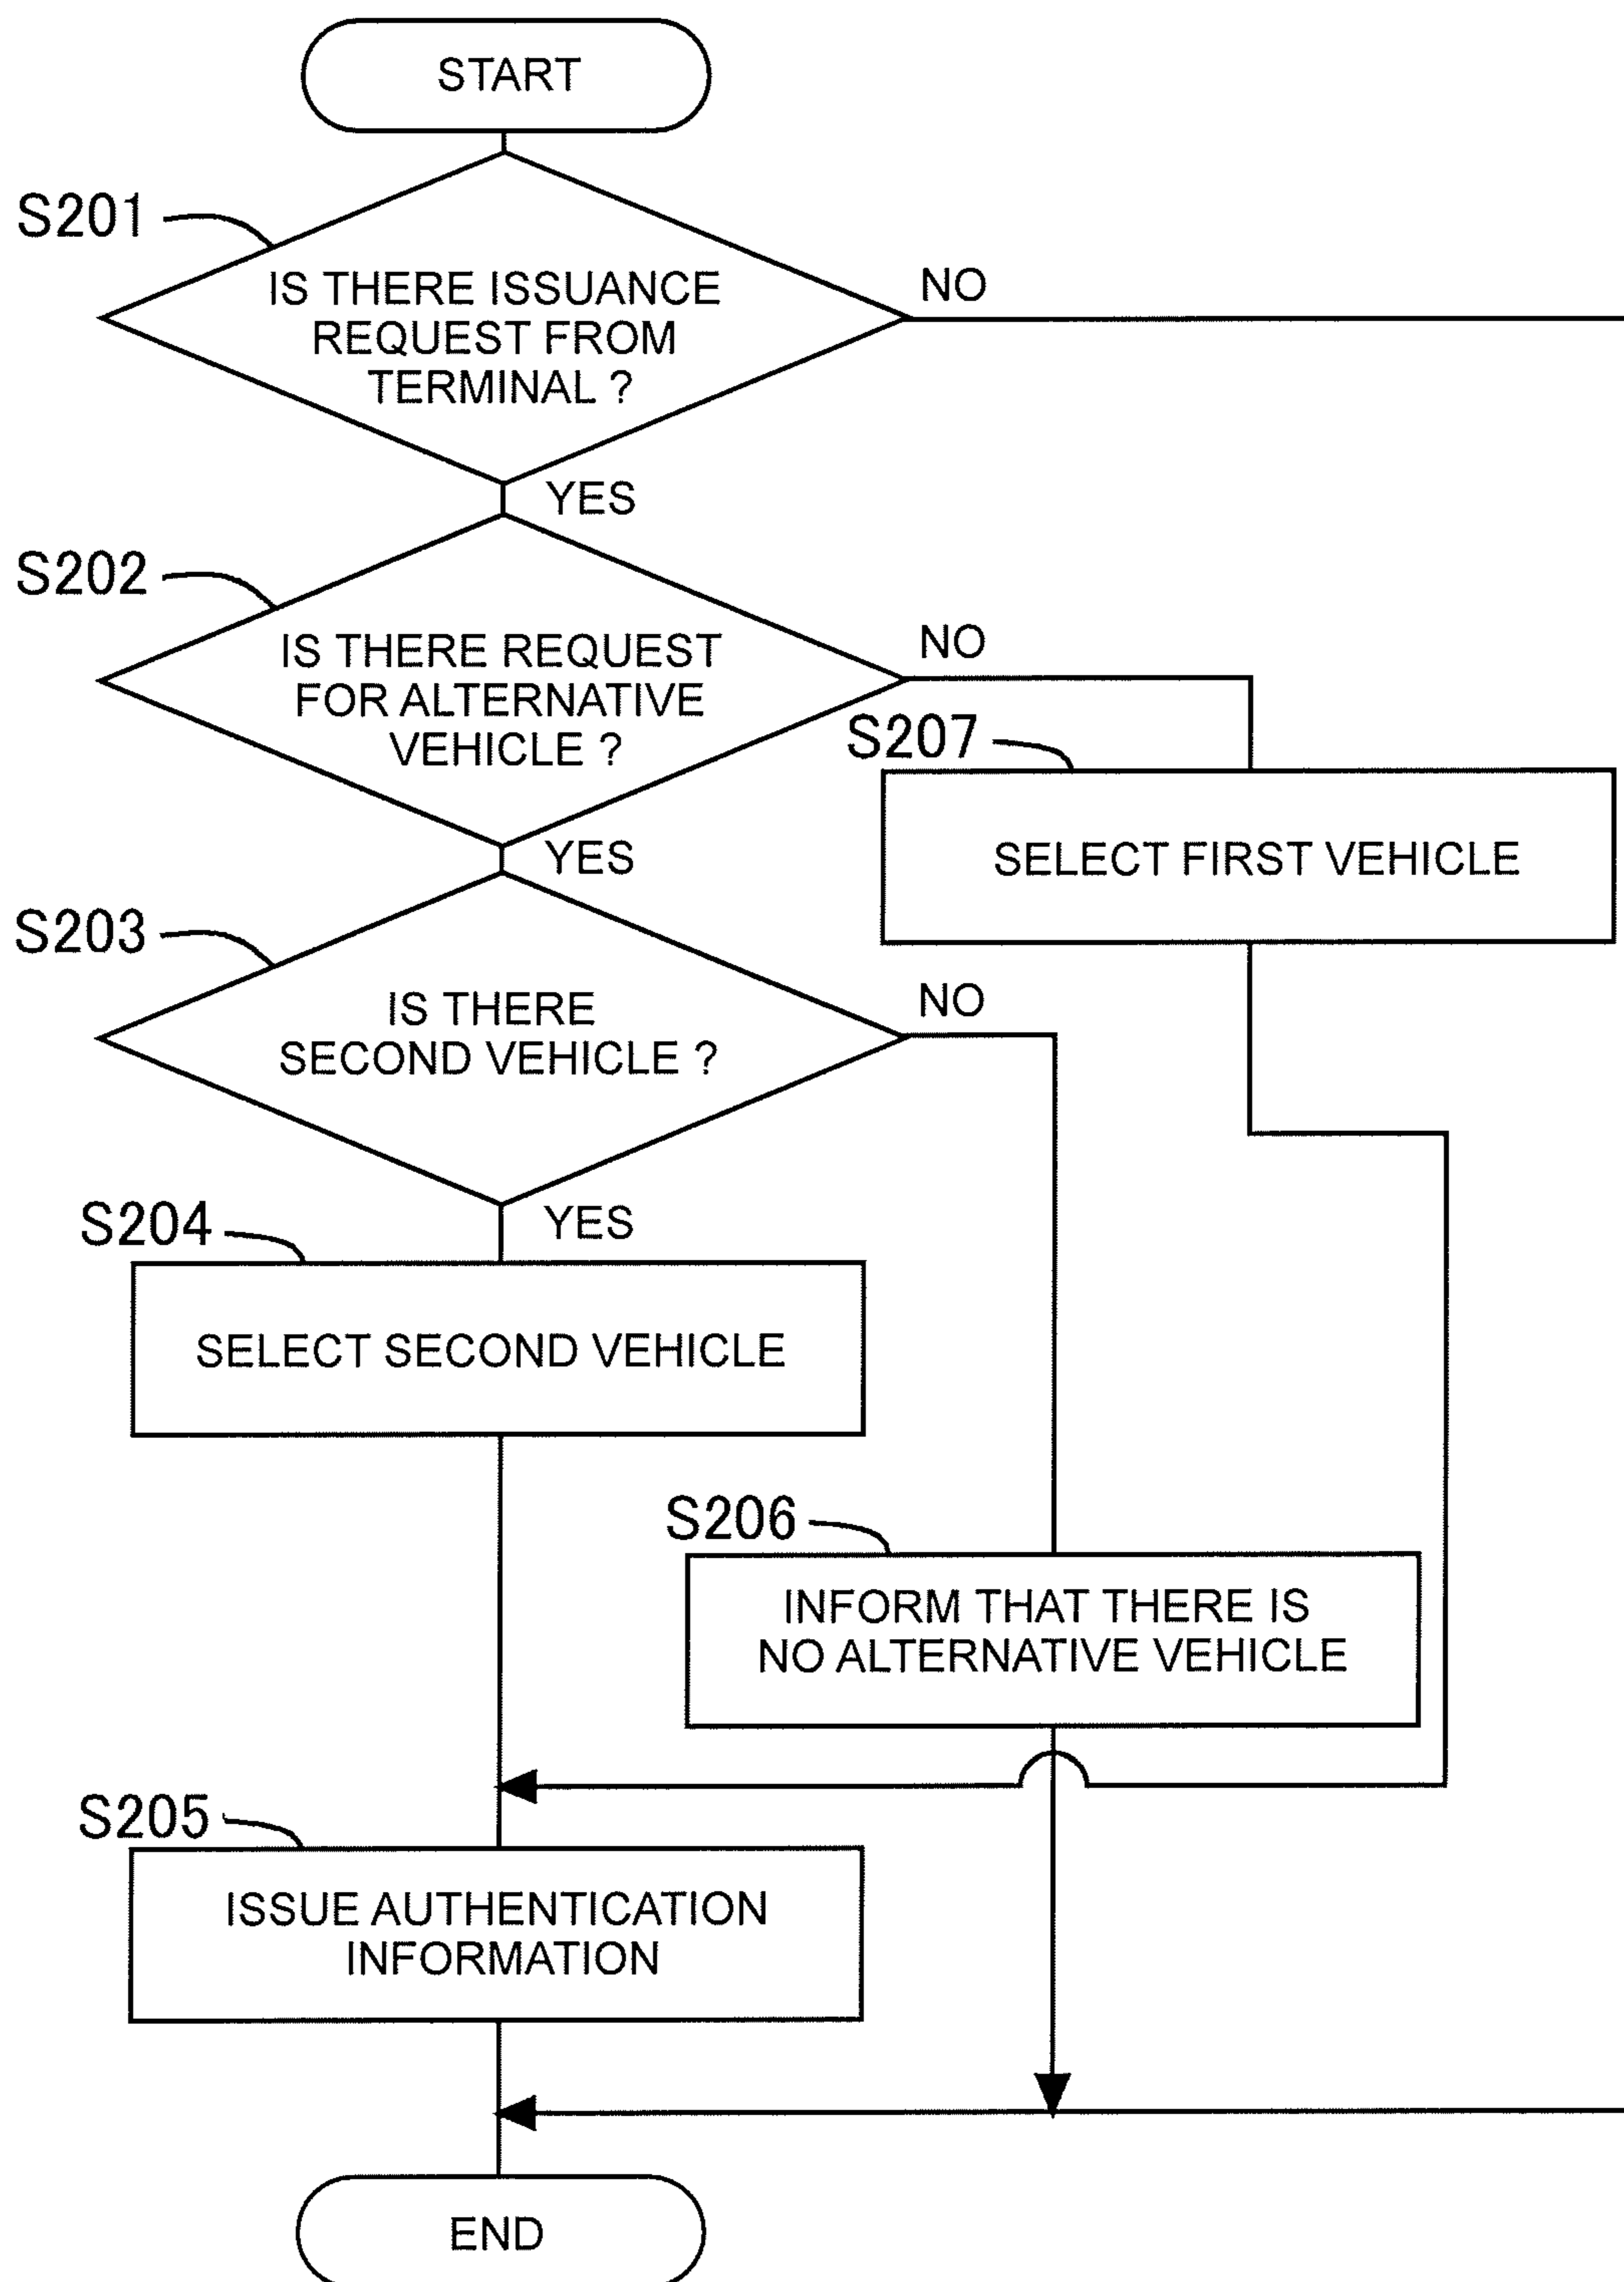 START
S201
IS THERE ISSUANCE
REQUEST FROM
TERMINAL ?
NO
YES
S202
IS THERE REQUEST
FOR ALTERNATIVE
VEHICLE ?
NO
S207
SELECT FIRST VEHICLE
YES
S203
IS THERE
SECOND VEHICLE ?
NO
YES
S204
SELECT SECOND VEHICLE
S206
INFORM THAT THERE IS
NO ALTERNATIVE VEHICLE
S205
ISSUE AUTHENTICATION
INFORMATION
END